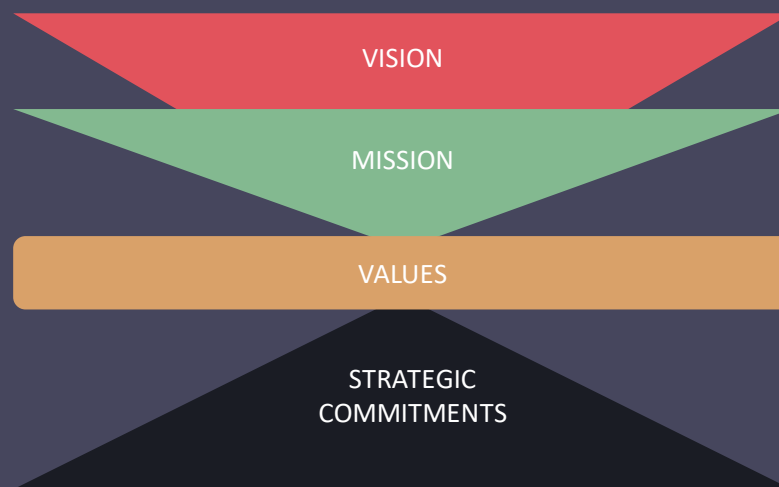 VISION
MISSION
VALUES
STRATEGIC
COMMITMENTS